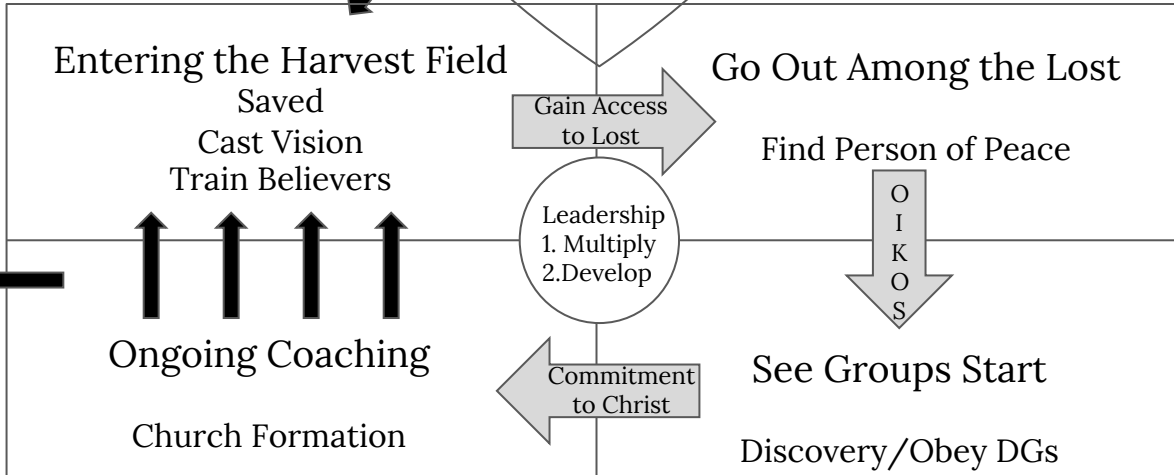 Entering the Harvest Field
Saved
Cast Vision
Train Believers
Gain Access
to Lost
Go Out Among the Lost
Find Person of Peace
O
I
K
O
S
Leadership
1. Multiply
2.Develop
See Groups Start
Discovery/Obey DGs
Commitment
to Christ
Ongoing Coaching
Church Formation